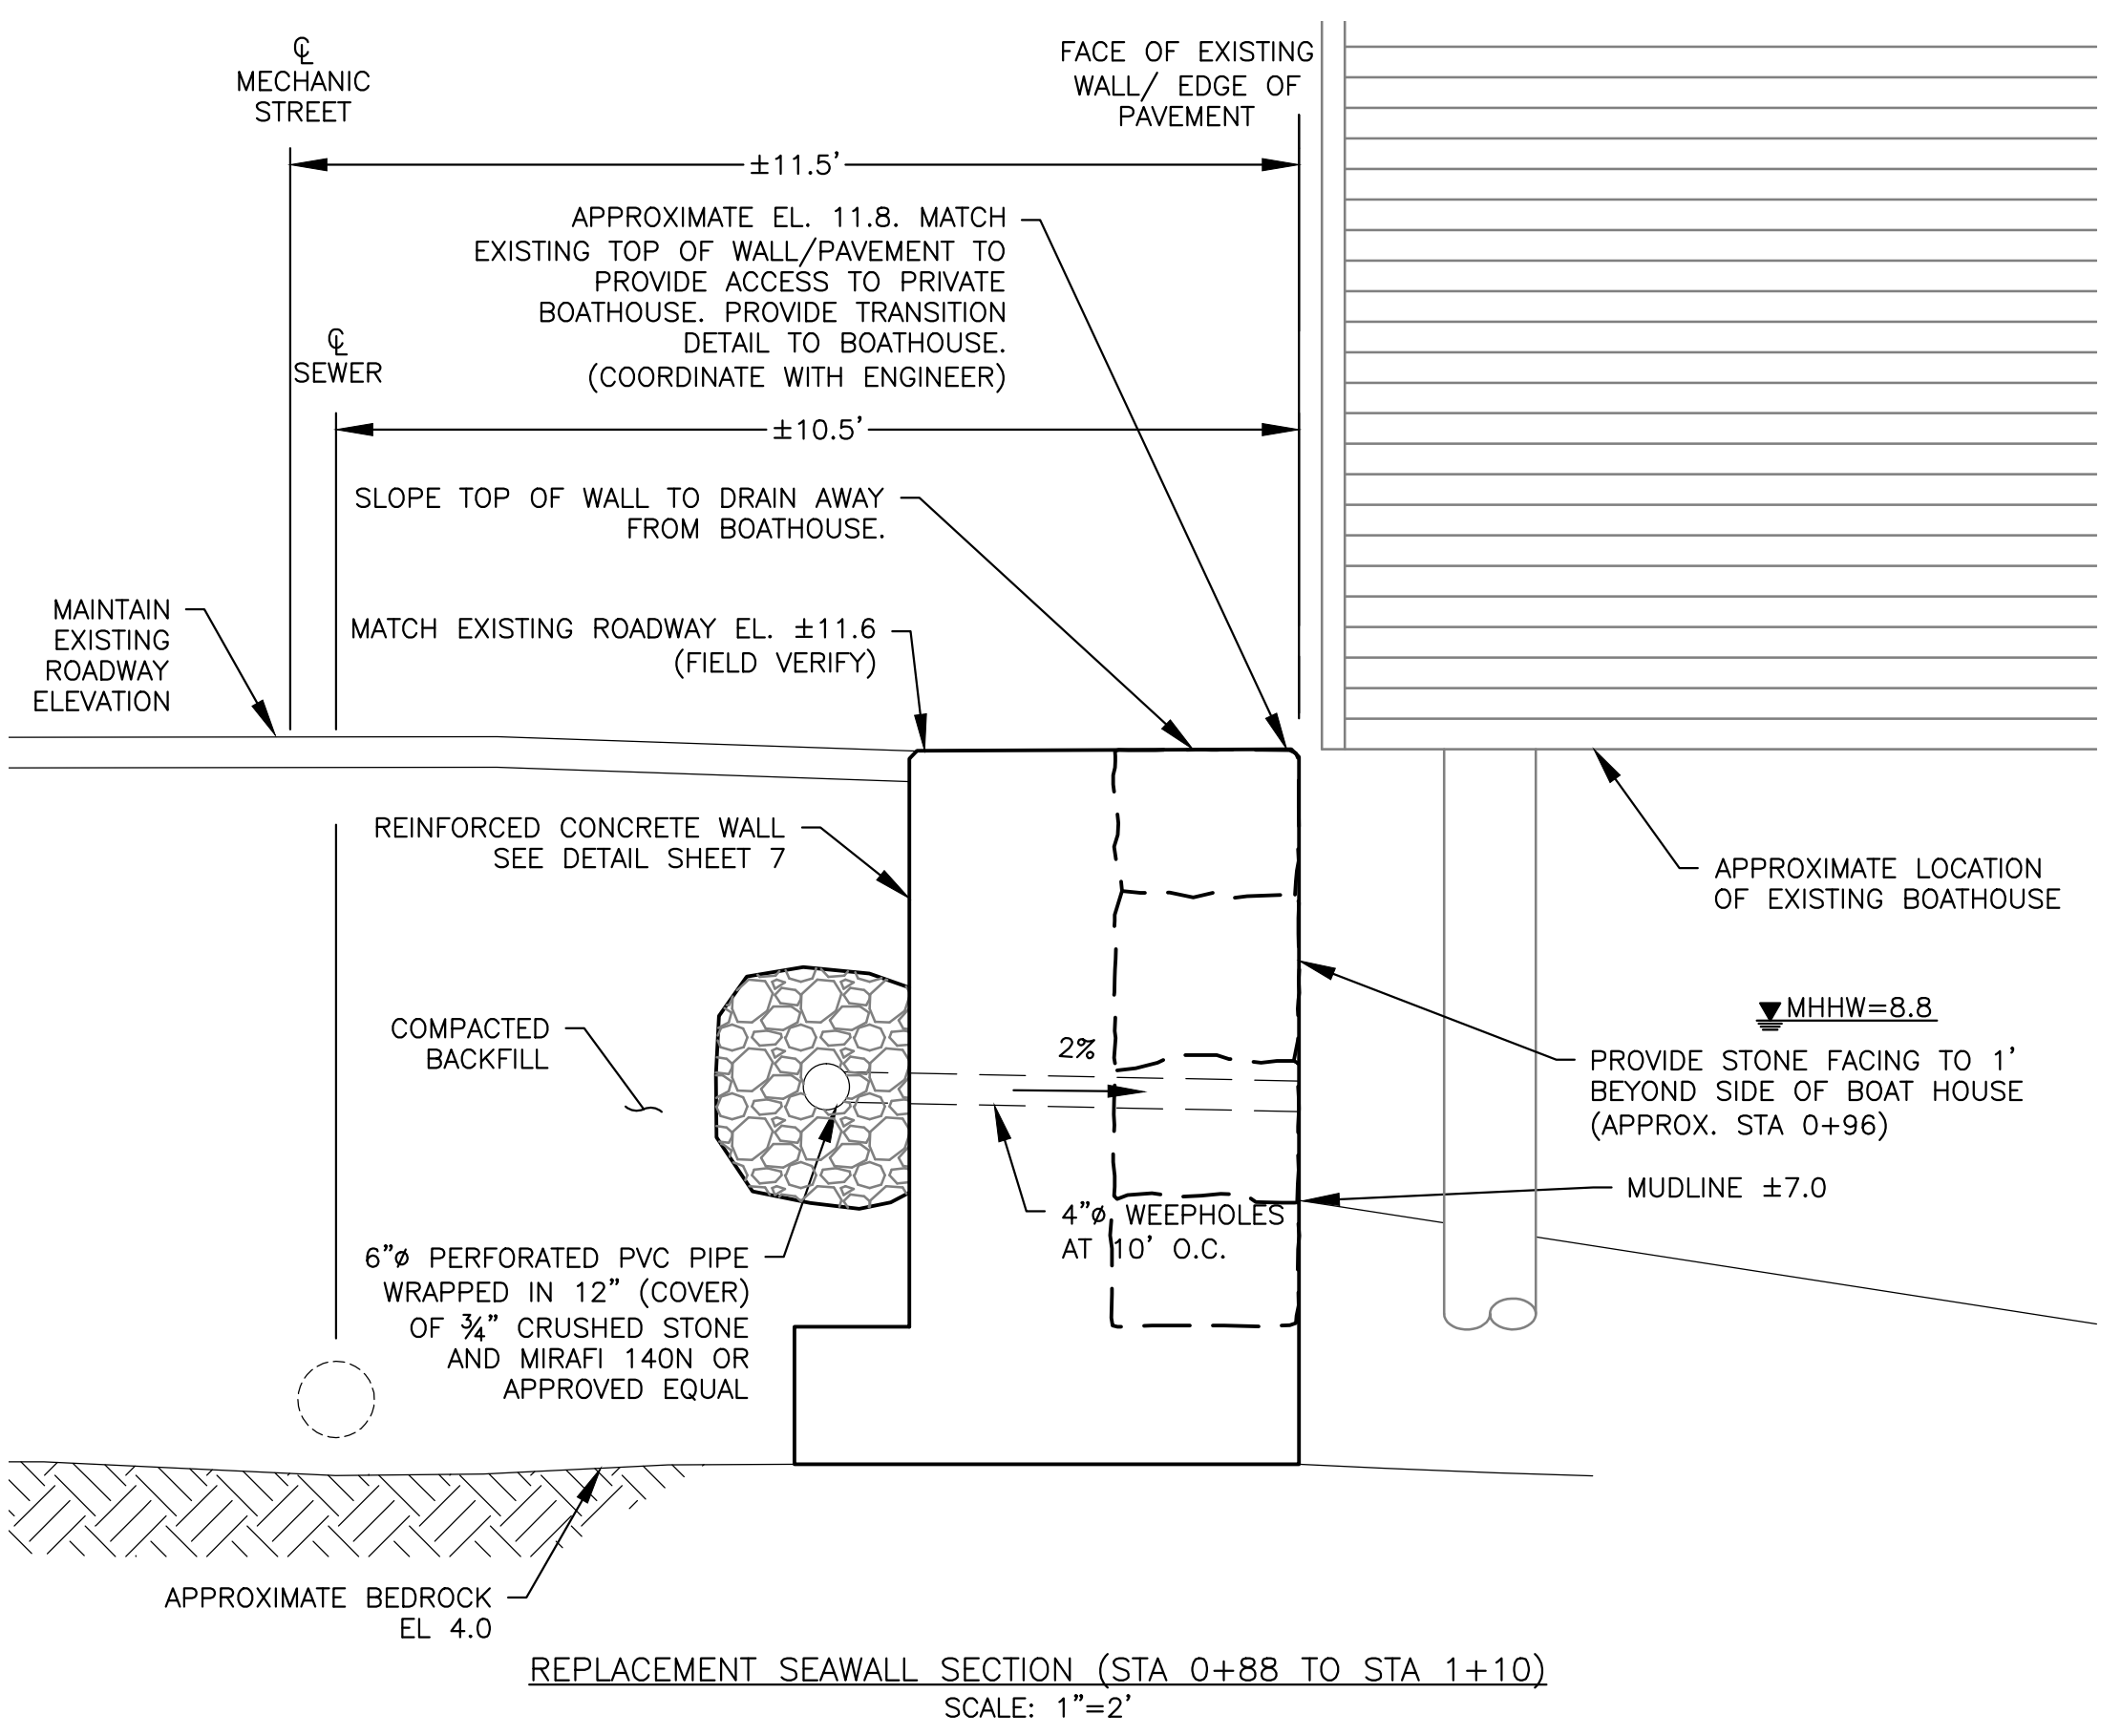 ℄
MECHANIC
STREET
FACE OF EXISTING
WALL/ EDGE OF
PAVEMENT
±11.5'
APPROXIMATE EL. 11.8. MATCH
EXISTING TOP OF WALL/PAVEMENT TO
PROVIDE ACCESS TO PRIVATE
BOATHOUSE. PROVIDE TRANSITION
DETAIL TO BOATHOUSE.
(COORDINATE WITH ENGINEER)
℄
SEWER
±10.5'
SLOPE TOP OF WALL TO DRAIN AWAY
FROM BOATHOUSE.
MAINTAIN
EXISTING
ROADWAY
ELEVATION
MATCH EXISTING ROADWAY EL. ±11.6
(FIELD VERIFY)
REINFORCED CONCRETE WALL
SEE DETAIL SHEET 7
APPROXIMATE LOCATION
OF EXISTING BOATHOUSE
COMPACTED
BACKFILL
2%
MHHW=8.8
PROVIDE STONE FACING TO 1'
BEYOND SIDE OF BOAT HOUSE
(APPROX. STA 0+96)
MUDLINE ±7.0
4"ø WEEPHOLES
AT 10' O.C.
6"ø PERFORATED PVC PIPE
WRAPPED IN 12" (COVER)
OF ¾" CRUSHED STONE
AND MIRAFI 140N OR
APPROVED EQUAL
APPROXIMATE BEDROCK
EL 4.0
REPLACEMENT SEAWALL SECTION (STA 0+88 TO STA 1+10)
SCALE: 1"=2'